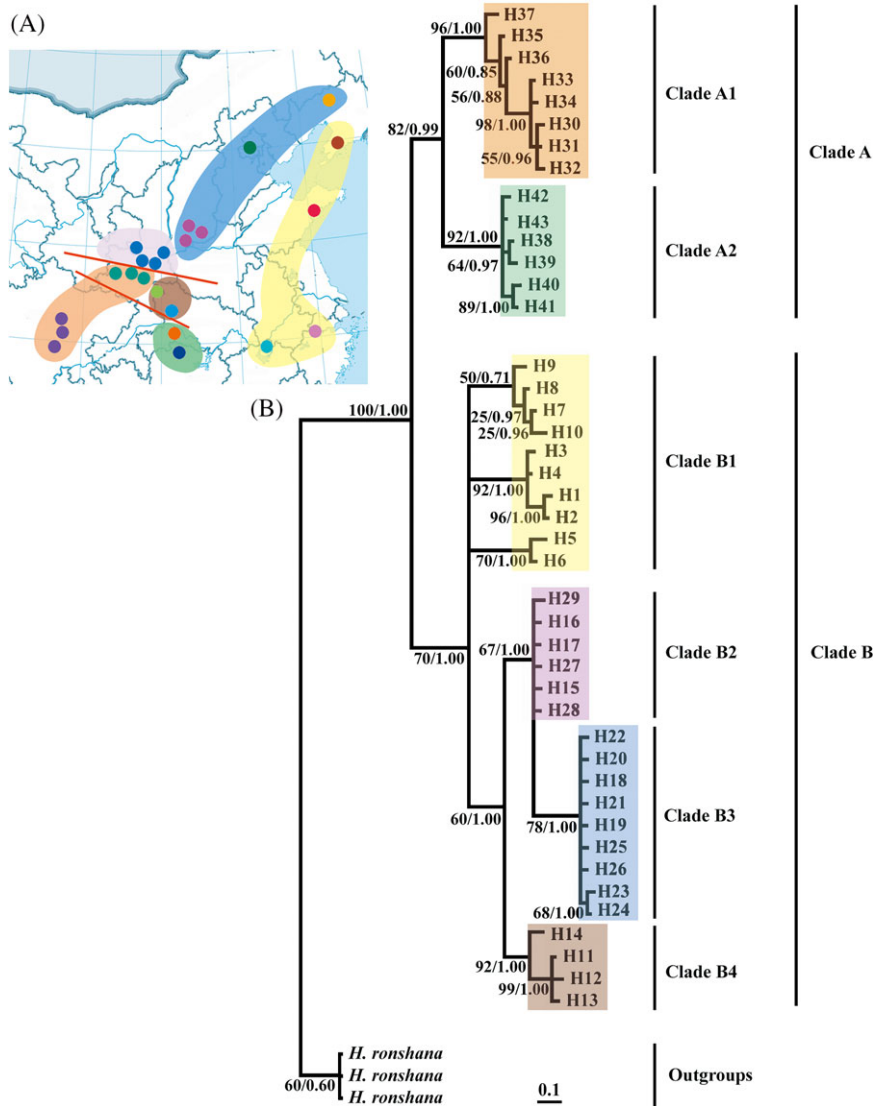 (A)
(B)
96/1.00
H37
H35
H36
60/0.85
H33
56/0.88
H34
98/1.00
H30
H31
55/0.96
H32
Clade A1
82/0.99
Clade A
H42
H43
92/1.00
H38
64/0.97
H39
H40
89/1.00
H41
Clade A2
100/1.00
50/0.71
H9
H8
25/0.97
H7
25/0.96
H10
H3
H4
92/1.00
H1
96/1.00
H2
H5
70/1.00
H6
Clade B1
70/1.00
Clade B
67/1.00
H29
H16
H17
H27
H15
H28
Clade B2
60/1.00
H22
H20
H18
H21
78/1.00
H19
H25
H26
H23
68/1.00
H24
Clade B3
H14
92/1.00
H11
H12
99/1.00
H13
Clade B4
H. ronshana
H. ronshana
60/0.60
H. ronshana
Outgroups
0.1